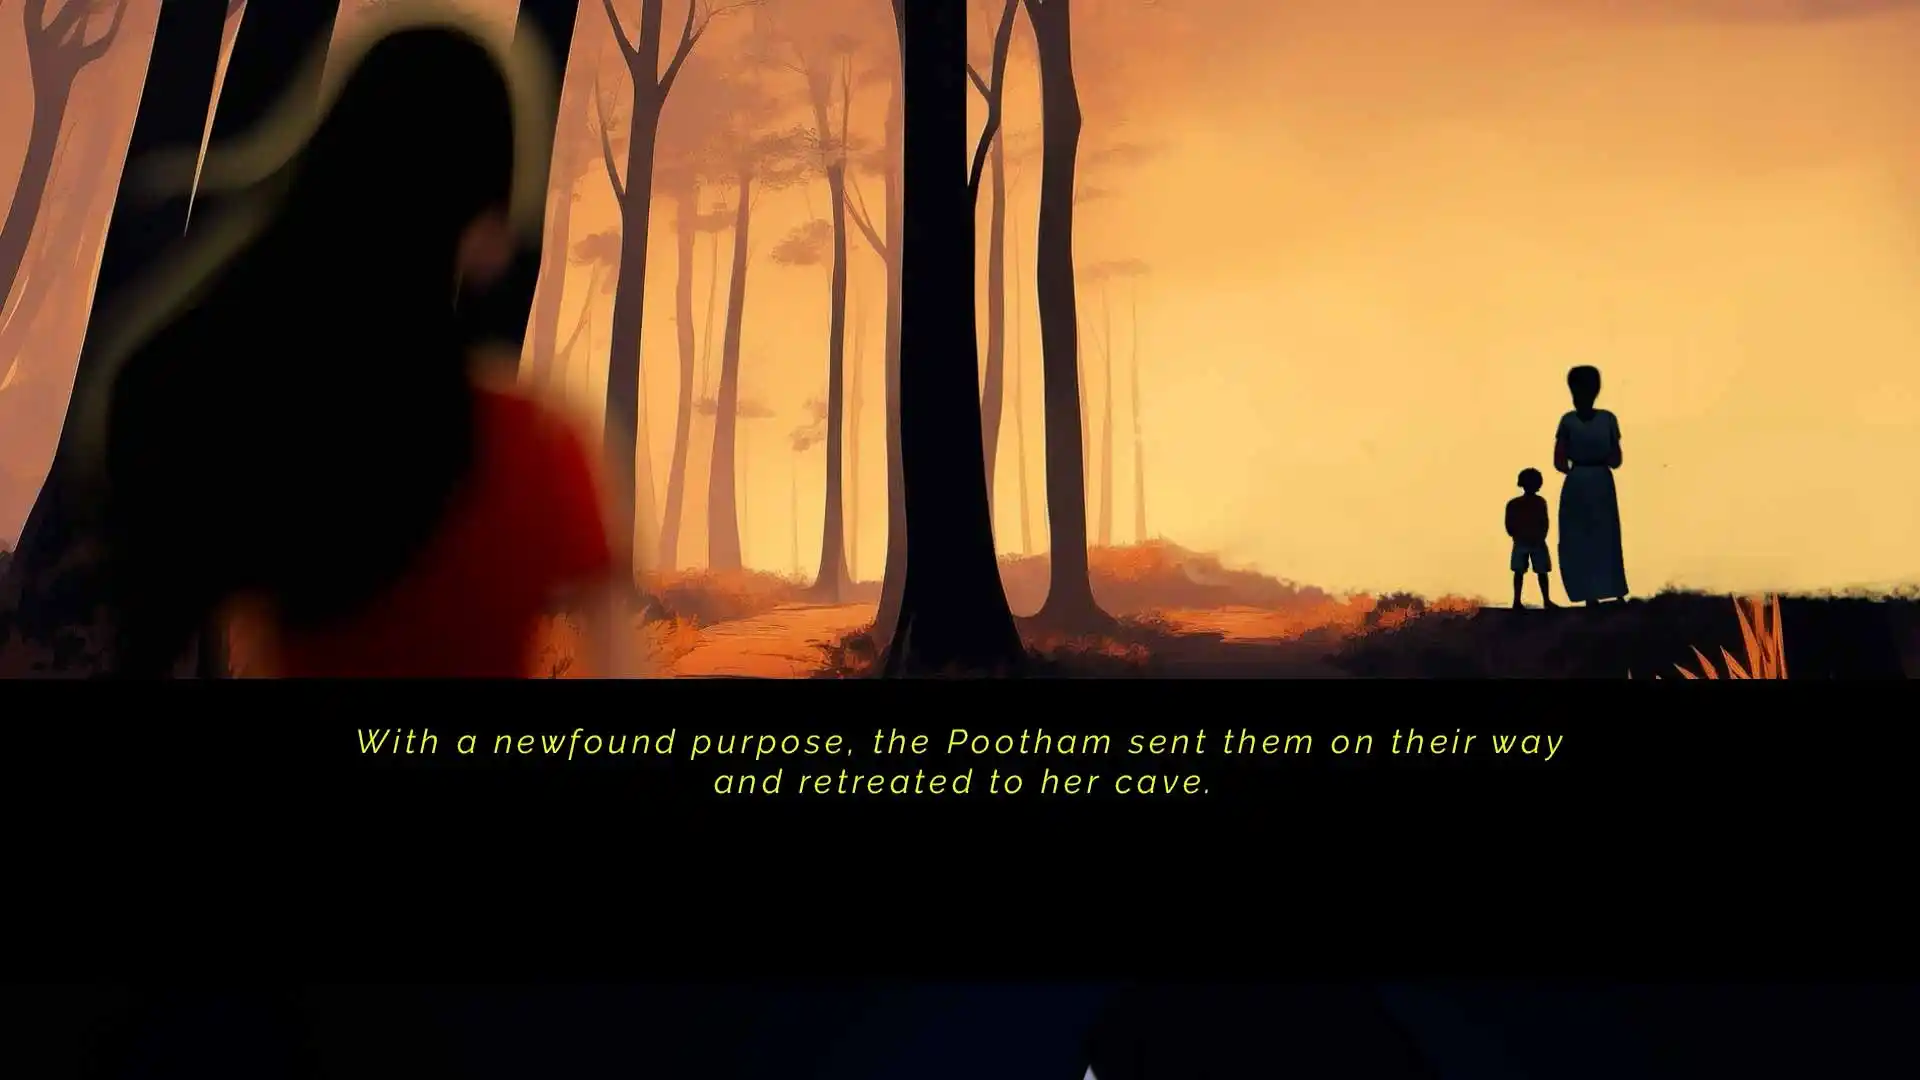 With a newfound purpose, the Pootham sent them on their way
and retreated to her cave.